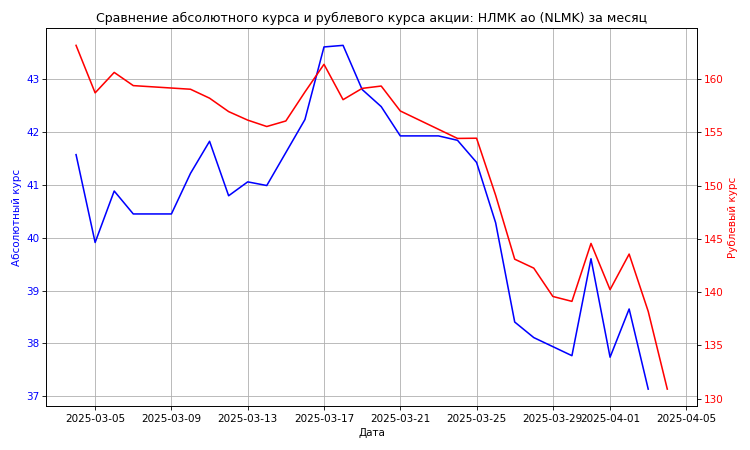 Сравнение абсолютного курса и рублевого курса акции: НЛМК ао (NLMK) за месяц
Абсолютный курс
43
42
41
40
39
38
37
160
155
150
145
140
135
130
Рублевый курс
2025-03-05 2025-03-09 2025-03-13 2025-03-17 2025-03-21 2025-03-25 2025-03-29 2025-04-01 2025-04-05
Дата